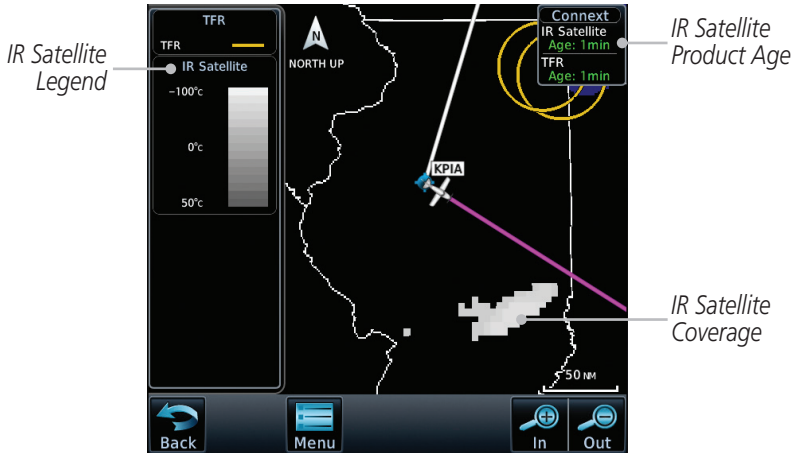 IR Satellite
Legend
TFR
TFR
IR Satellite
−100°c
0°c
50°c
N
NORTH UP
KPIA
Connext
IR Satellite
Age: 1min
TFR
Age: 1min
IR Satellite
Product Age
IR Satellite
Coverage
50 NM
Back
Menu
In
Out